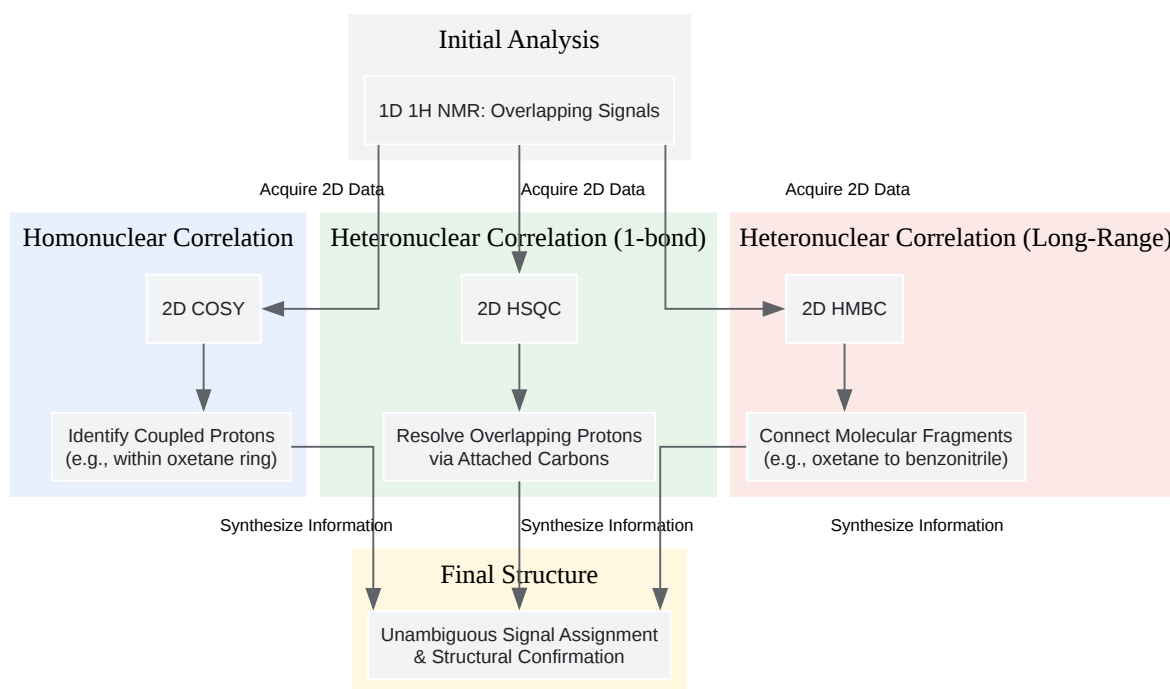 Initial Analysis
1D 1H NMR: Overlapping Signals
Acquire 2D Data
Acquire 2D Data
Acquire 2D Data
Homonuclear Correlation
Heteronuclear Correlation (1-bond)
Heteronuclear Correlation (Long-Range)
2D COSY
2D HSQC
2D HMBC
Identify Coupled Protons
(e.g., within oxetane ring)
Resolve Overlapping Protons
via Attached Carbons
Connect Molecular Fragments
(e.g., oxetane to benzonitrile)
Synthesize Information
Synthesize Information
Synthesize Information
Final Structure
Unambiguous Signal Assignment
& Structural Confirmation